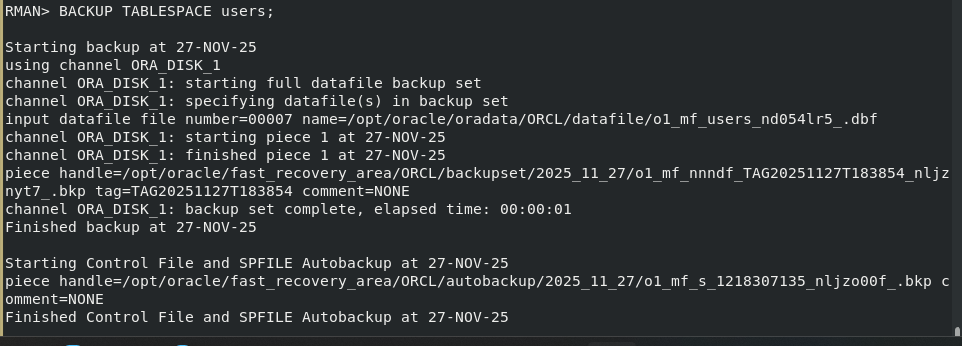 RMAN> BACKUP TABLESPACE users;
Starting backup at 27-NOV-25
using channel ORA_DISK_1
channel ORA_DISK_1: starting full datafile backup set
channel ORA_DISK_1: specifying datafile(s) in backup set
input datafile file number=00007 name=/opt/oracle/oradata/ORCL/datafile/o1_mf_users_nd054lr5_.dbf
channel ORA_DISK_1: starting piece 1 at 27-NOV-25
channel ORA_DISK_1: finished piece 1 at 27-NOV-25
piece handle=/opt/oracle/fast_recovery_area/ORCL/backupset/2025_11_27/o1_mf_nnndf_TAG20251127T183854_nljz
nyt7_.bkp tag=TAG20251127T183854 comment=NONE
channel ORA_DISK_1: backup set complete, elapsed time: 00:00:01
Finished backup at 27-NOV-25
Starting Control File and SPFILE Autobackup at 27-NOV-25
piece handle=/opt/oracle/fast_recovery_area/ORCL/autobackup/2025_11_27/o1_mf_s_1218307135_nljzo00f_.bkp c
omment=NONE
Finished Control File and SPFILE Autobackup at 27-NOV-25